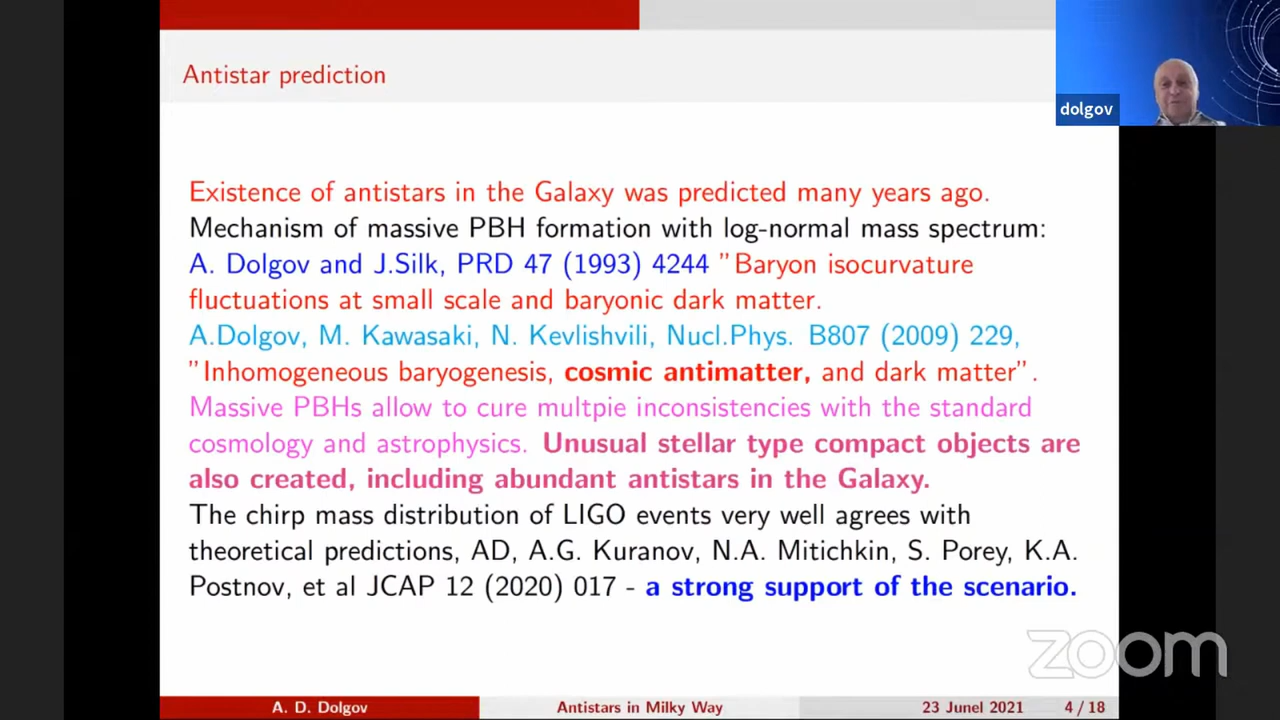 Antistar prediction
dolgov
Existence of antistars in the Galaxy was predicted many years ago.
Mechanism of massive PBH formation with log-normal mass spectrum:
A. Dolgov and J.Silk, PRD 47 (1993) 4244 "Baryon isocurvature
fluctuations at small scale and baryonic dark matter.
A.Dolgov, M. Kawasaki, N. Kevlishvili, Nucl.Phys. B807 (2009) 229,
"Inhomogeneous baryogenesis, cosmic antimatter, and dark matter".
Massive PBHs allow to cure multpie inconsistencies with the standard
cosmology and astrophysics. Unusual stellar type compact objects are
also created, including abundant antistars in the Galaxy.
The chirp mass distribution of LIGO events very well agrees with
theoretical predictions, AD, A.G. Kuranov, N.A. Mitichkin, S. Porey, K.A.
Postnov, et al JCAP 12 (2020) 017 - a strong support of the scenario.
zoom
A. D. Dolgov Antistars in Milky Way 23 Junel 2021 4 / 18